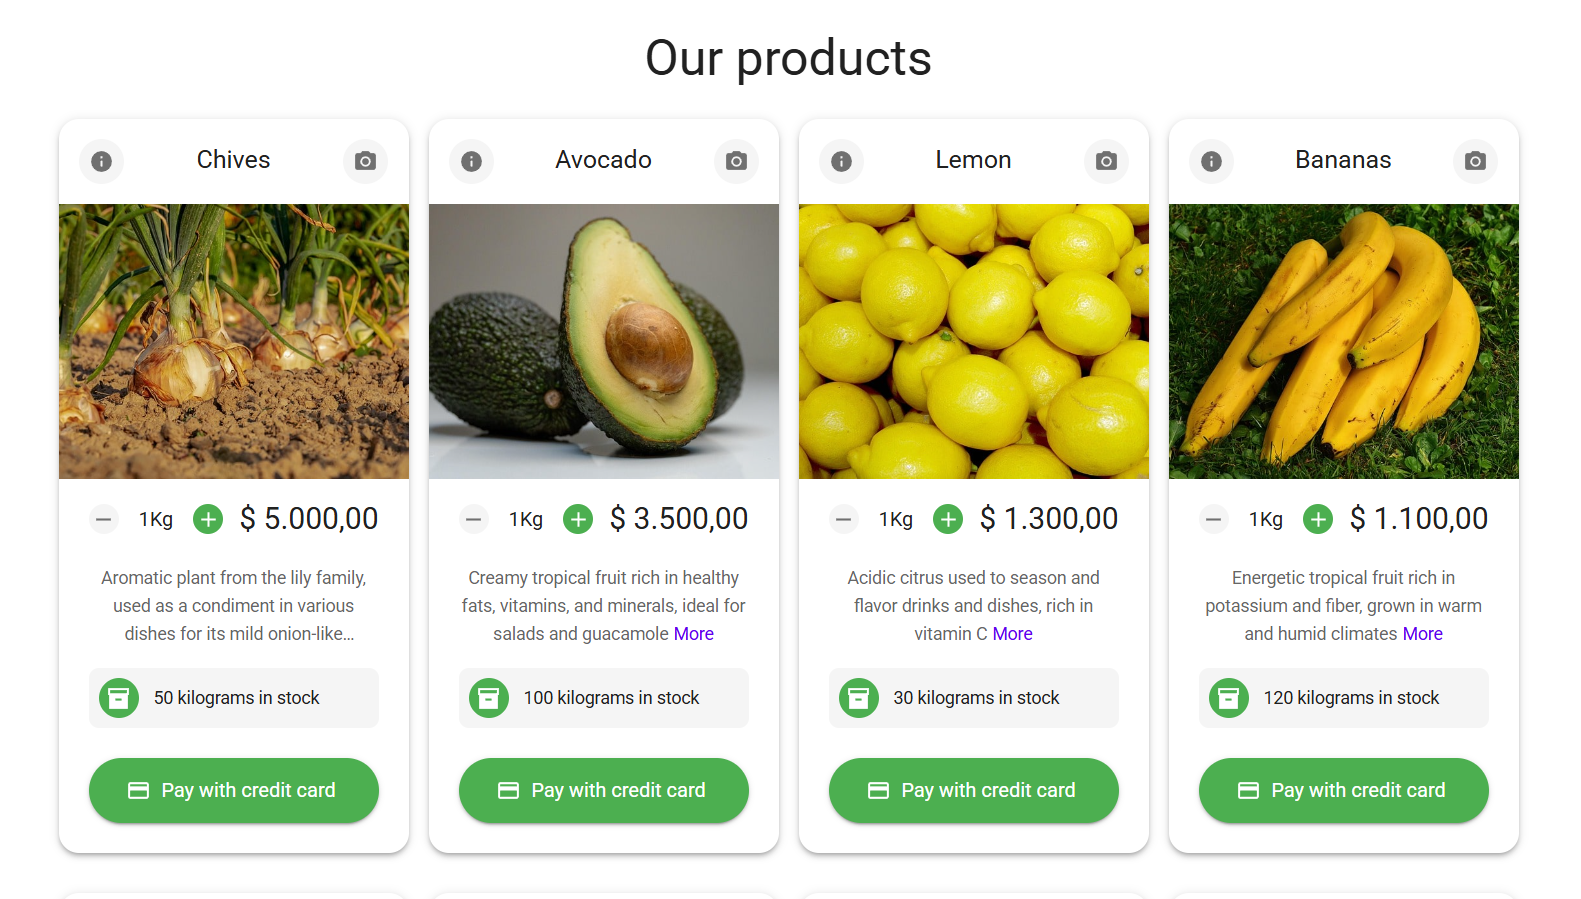 Our products
Chives
Avocado
Lemon
Bananas
1Kg
$ 5.000,00
1Kg
$ 3.500,00
1Kg
$ 1.300,00
1Kg
$ 1.100,00
Aromatic plant from the lily family,
used as a condiment in various
dishes for its mild onion-like...
Creamy tropical fruit rich in healthy
fats, vitamins, and minerals, ideal for
salads and guacamole More
Acidic citrus used to season and
flavor drinks and dishes, rich in
vitamin C More
Energetic tropical fruit rich in
potassium and fiber, grown in warm
and humid climates More
50 kilograms in stock
100 kilograms in stock
30 kilograms in stock
120 kilograms in stock
Pay with credit card
Pay with credit card
Pay with credit card
Pay with credit card